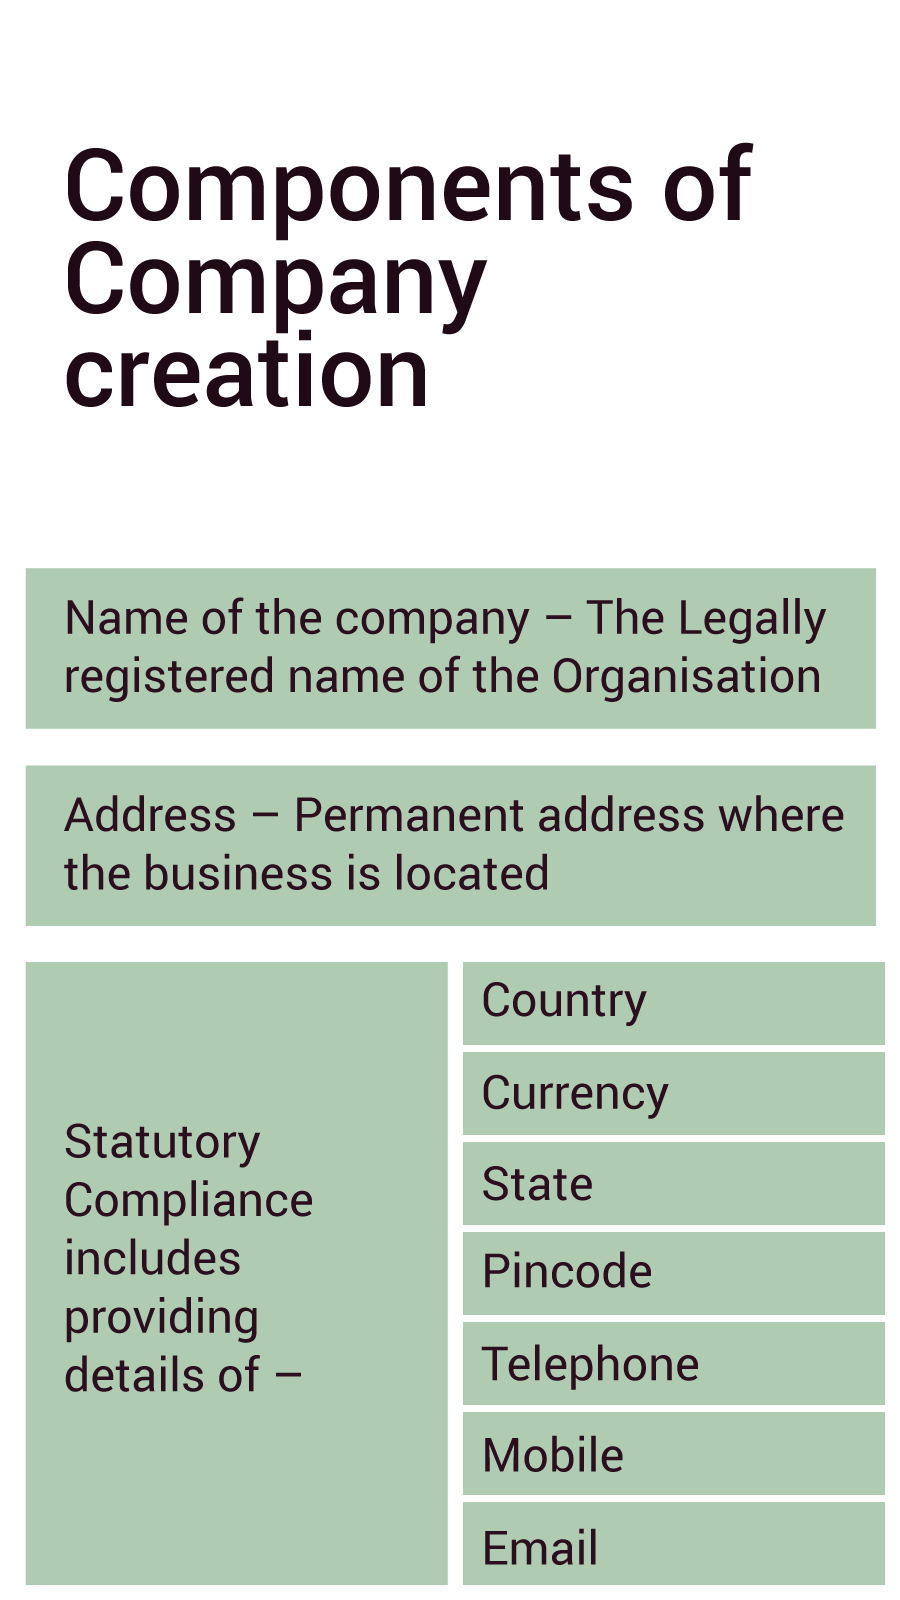 Components of
Company
creation
Name of the company – The Legally
registered name of the Organisation
Address – Permanent address where
the business is located
Statutory
Compliance
includes
providing
details of –
Country
Currency
State
Pincode
Telephone
Mobile
Email